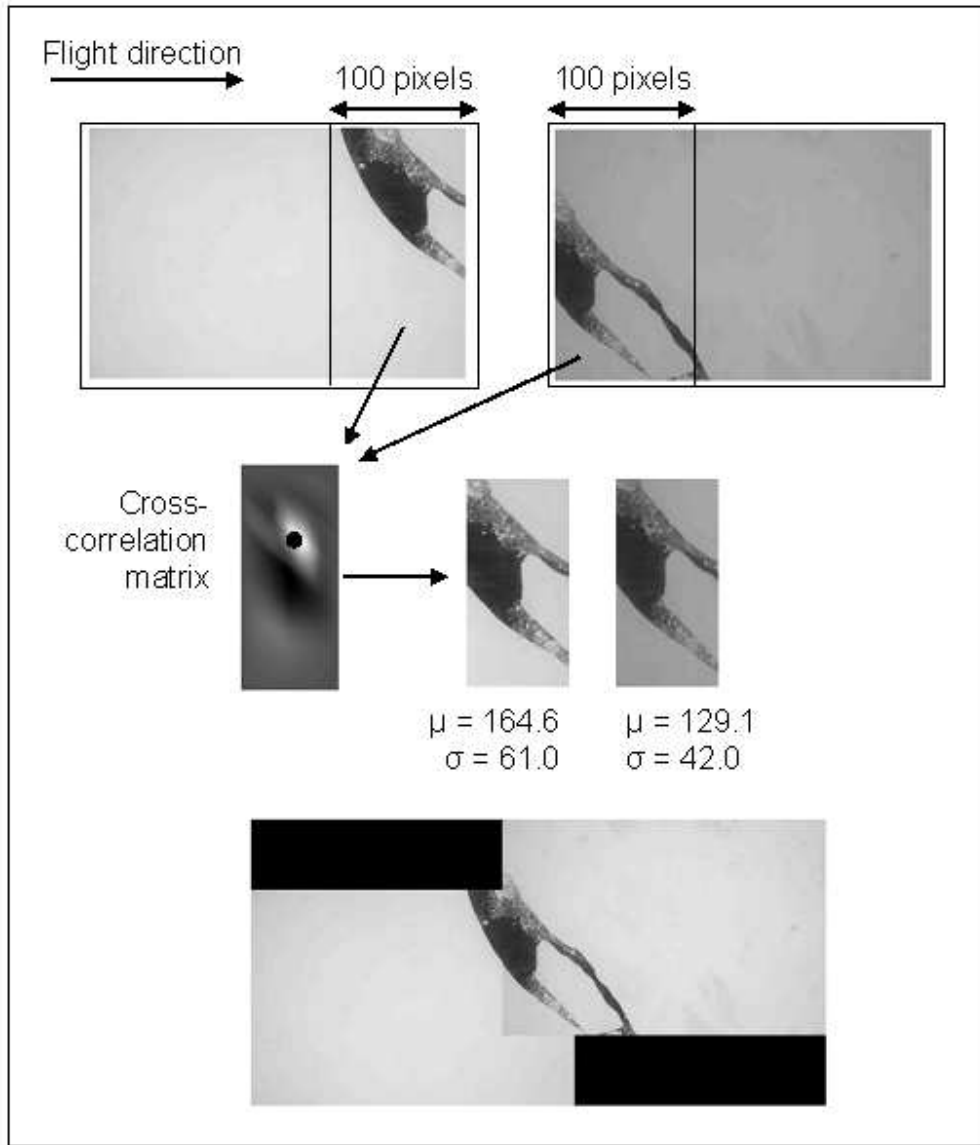 Flight direction
100 pixels
100 pixels
Cross-
correlation
matrix
μ = 164.6
σ = 61.0
μ = 129.1
σ = 42.0